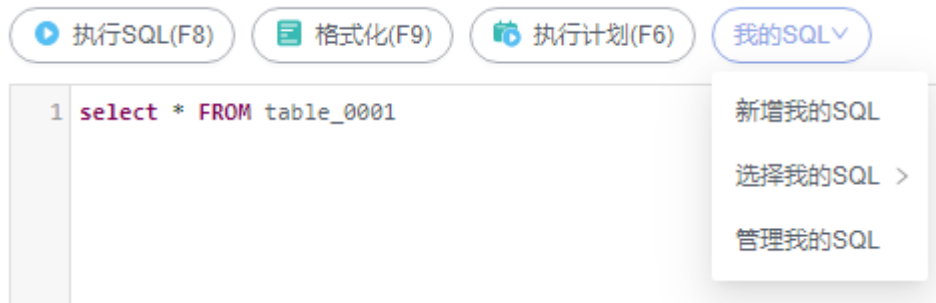 执行SQL(F8) 格式化(F9) 执行计划(F6) 我的SQL
1 select * FROM table_0001
新增我的SQL
选择我的SQL >
管理我的SQL